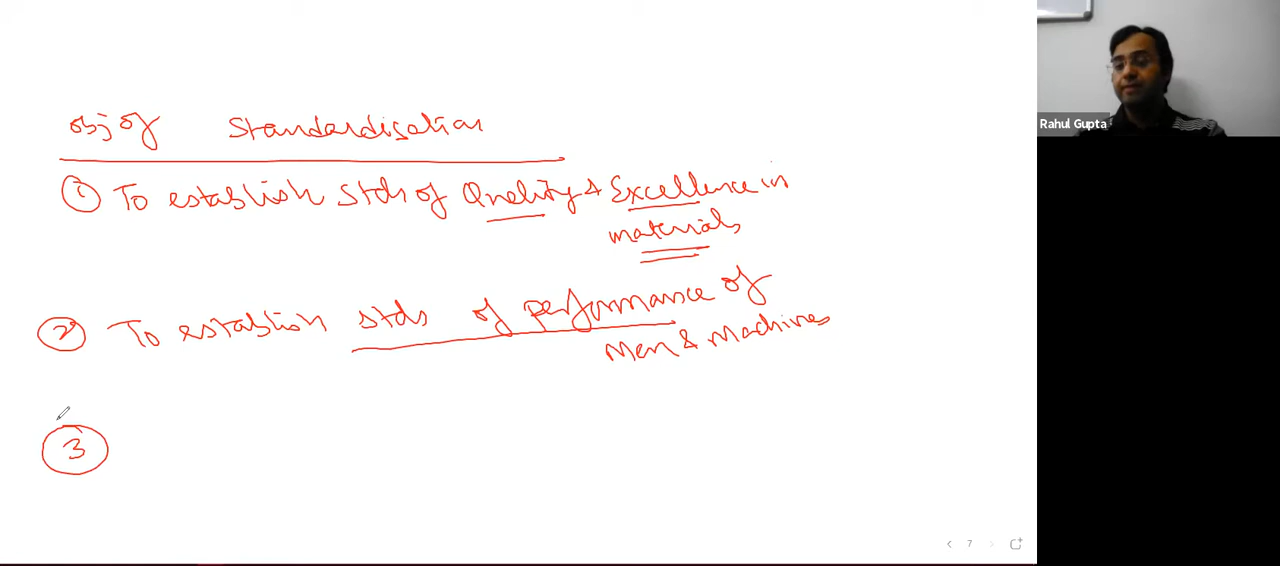 obj of Standardisation
① To establish Stds of Quality & Excellence in
materials
② To establish stds of performance of
Men & Machines
③
Rahul Gupta
7